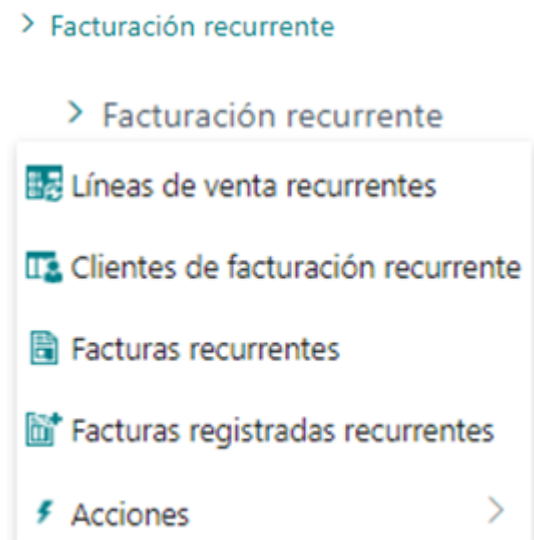 Facturación recurrente
Facturación recurrente
Líneas de venta recurrentes
Clientes de facturación recurrente
Facturas recurrentes
Facturas registradas recurrentes
Acciones